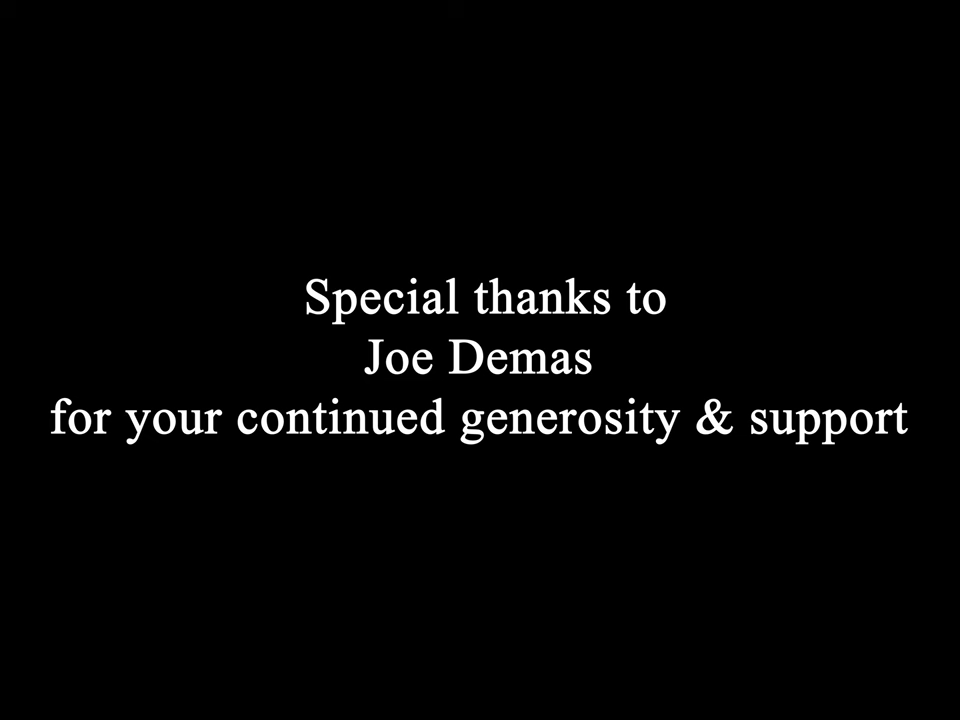 Special thanks to
Joe Demas
for your continued generosity & support